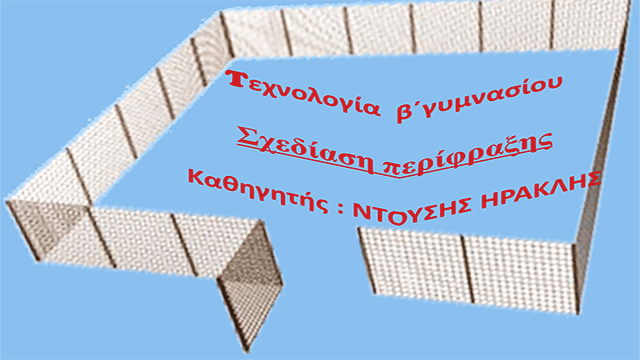 Τεχνολογία β΄γυμνασίου
Σχεδίαση περίφραξης
Καθηγητής : ΝΤΟΥΣΗΣ ΗΡΑΚΛΗΣ